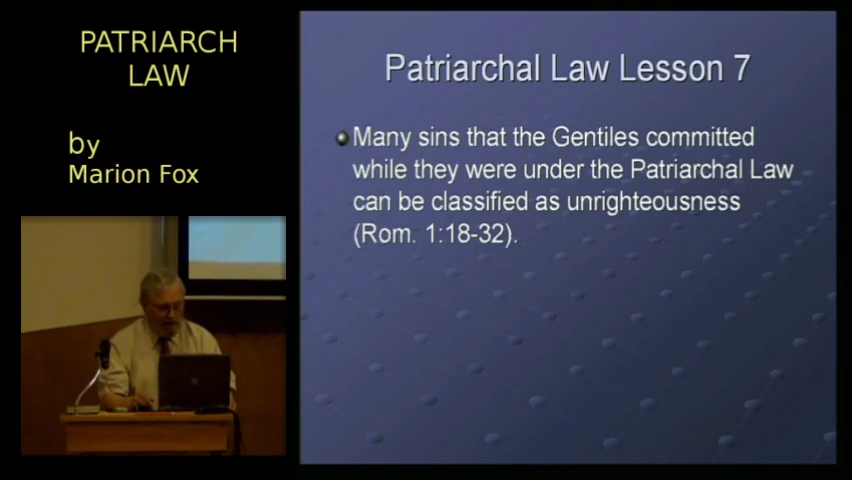 PATRIARCH
LAW
by
Marion Fox
Patriarchal Law Lesson 7
Many sins that the Gentiles committed
while they were under the Patriarchal Law
can be classified as unrighteousness
(Rom. 1:18-32).